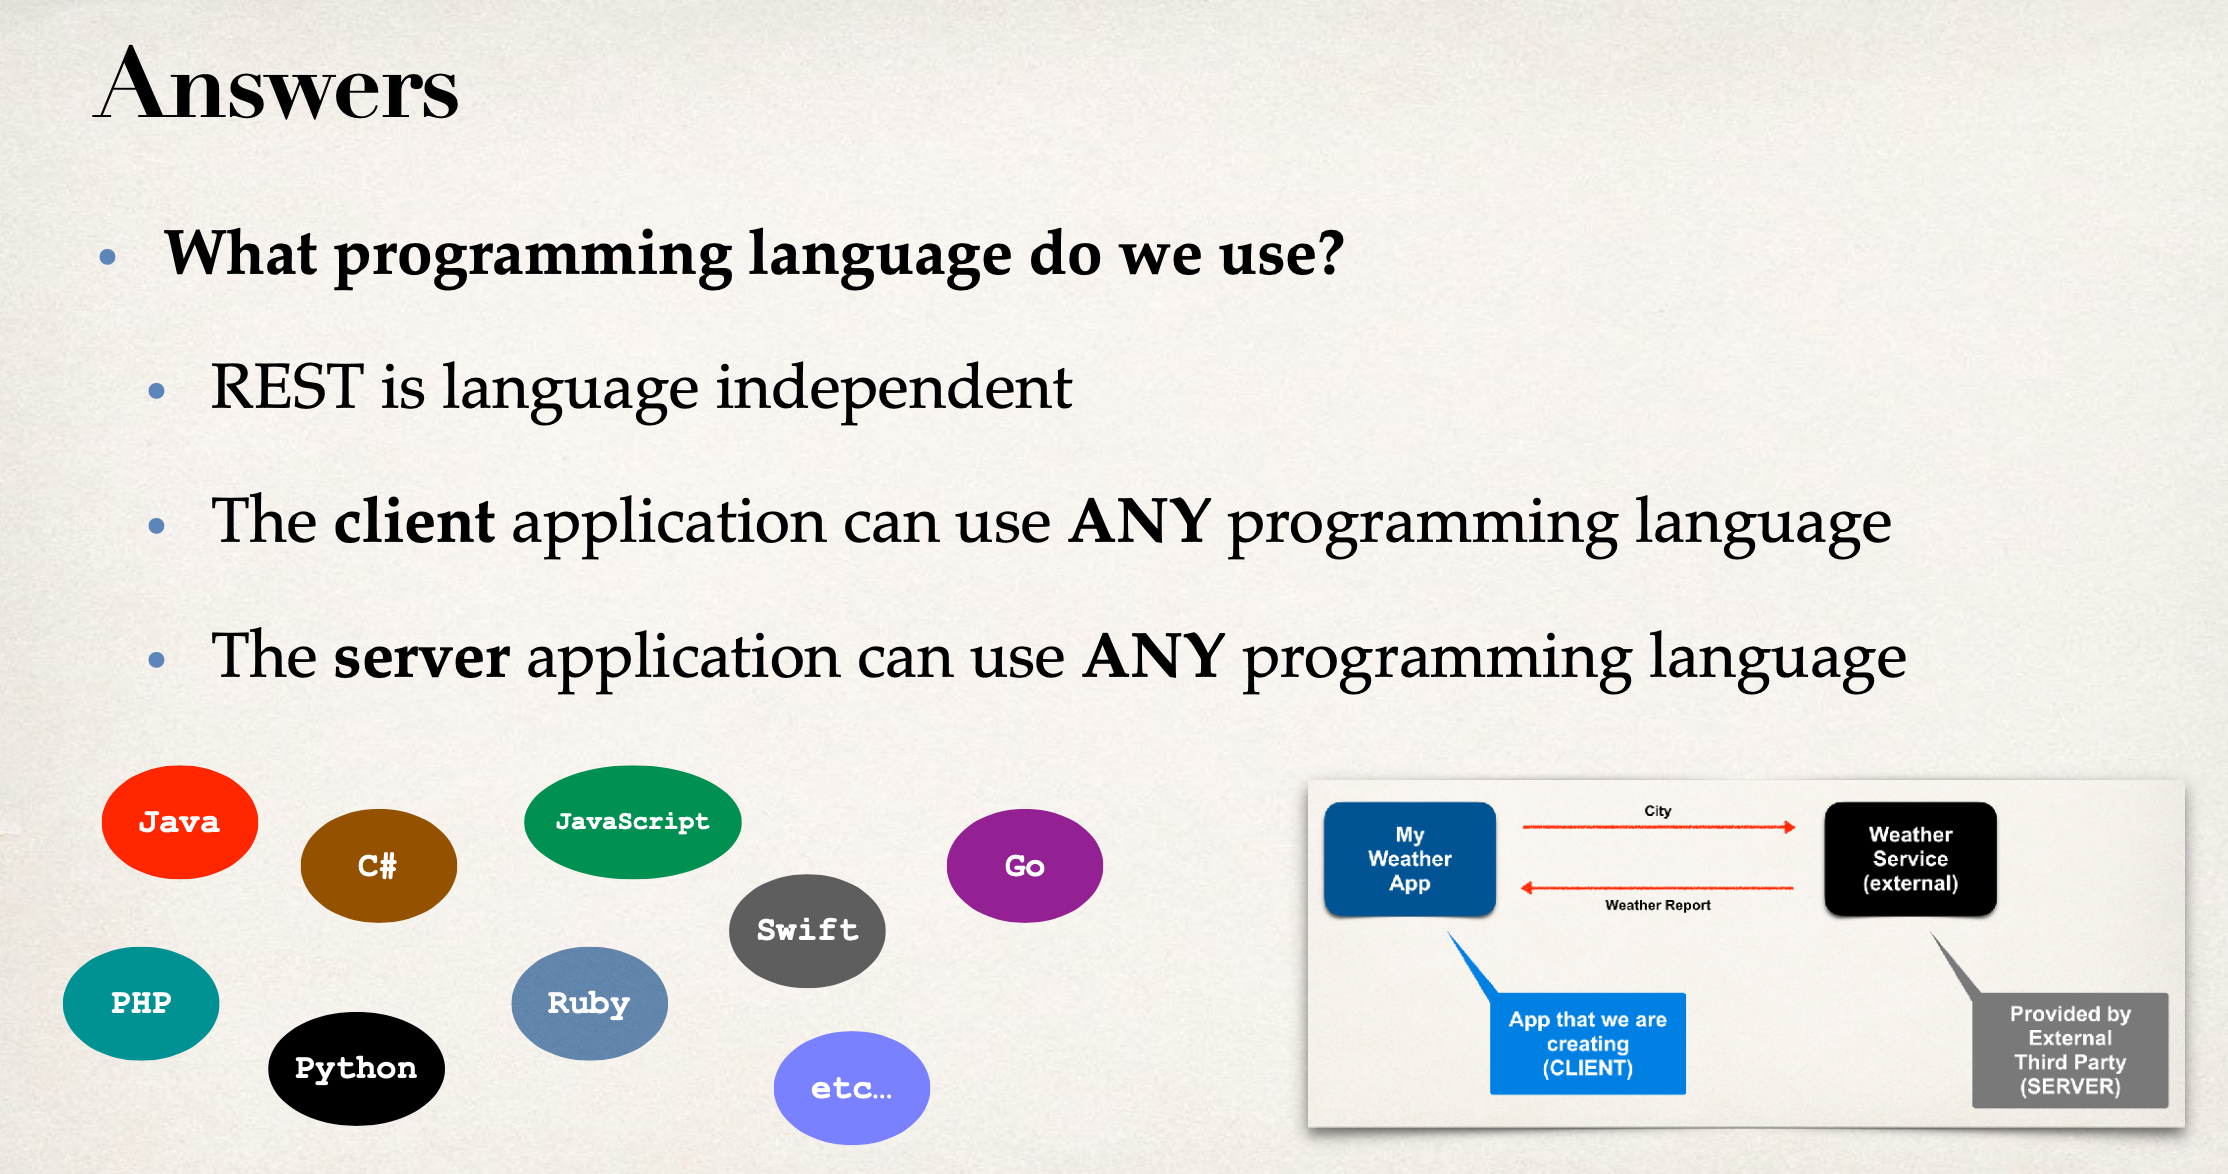 Answers
What programming language do we use?
REST is language independent
The client application can use ANY programming language
The server application can use ANY programming language
Java
C#
JavaScript
Swift
Go
PHP
Python
Ruby
etc...
My
Weather
App
City
Weather Report
Weather
Service
(external)
App that we are
creating
(CLIENT)
Provided by
External
Third Party
(SERVER)